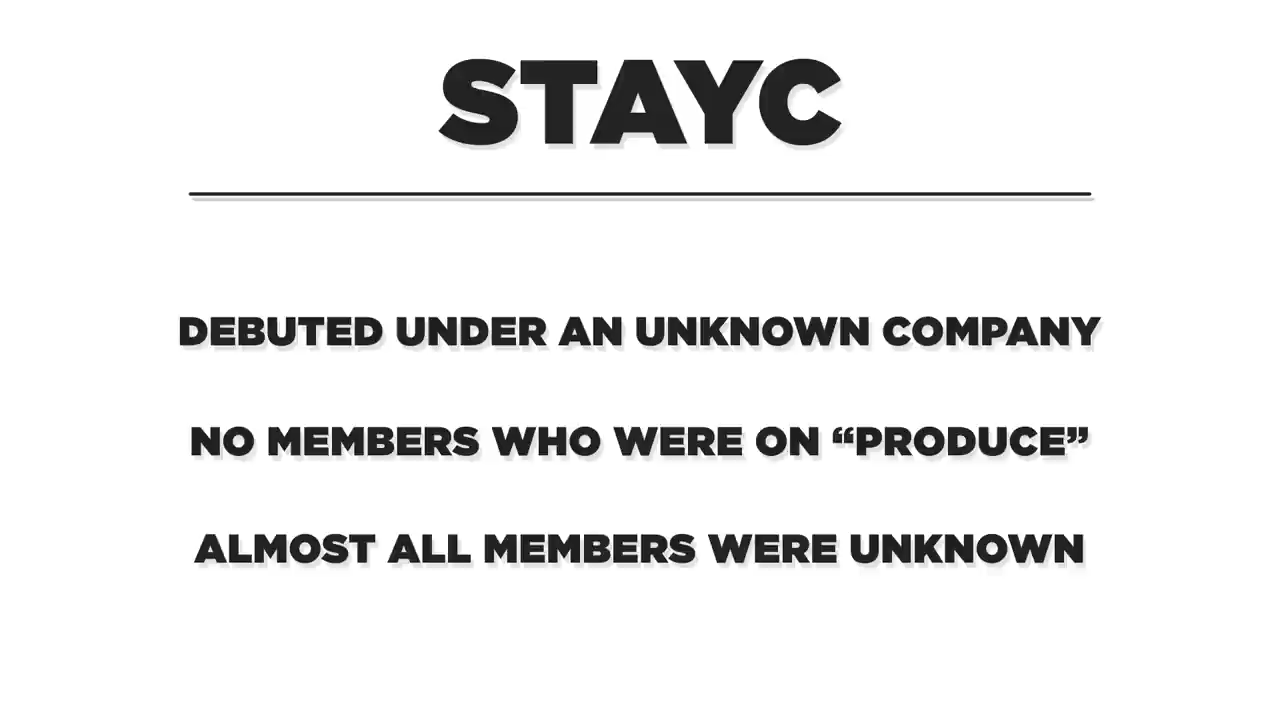 STAYC
DEBUTED UNDER AN UNKNOWN COMPANY
NO MEMBERS WHO WERE ON “PRODUCE”
ALMOST ALL MEMBERS WERE UNKNOWN